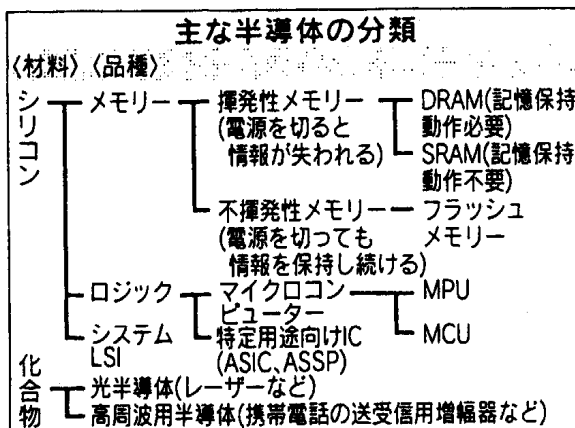 主な半導体の分類
〈材料〉〈品種〉
シリコン
メモリー
揮発性メモリー
(電源を切ると
情報が失われる)
DRAM(記憶保持
動作必要)
SRAM(記憶保持
動作不要)
不揮発性メモリー
(電源を切っても
情報を保持し続ける)
フラッシュ
メモリー
ロジック
マイクロコン
ピューター
MPU
MCU
特定用途向けIC
(ASIC、ASSP)
システム
LSI
化合物
光半導体(レーザーなど)
高周波用半導体(携帯電話の送受信用増幅器など)